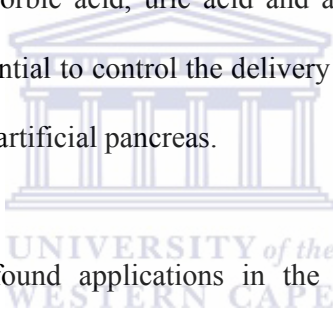 orbic acid, uric acid and a
ntial to control the delivery
artificial pancreas.
UNIVERSITY of the
ound applications in the
WESTERN CAPE